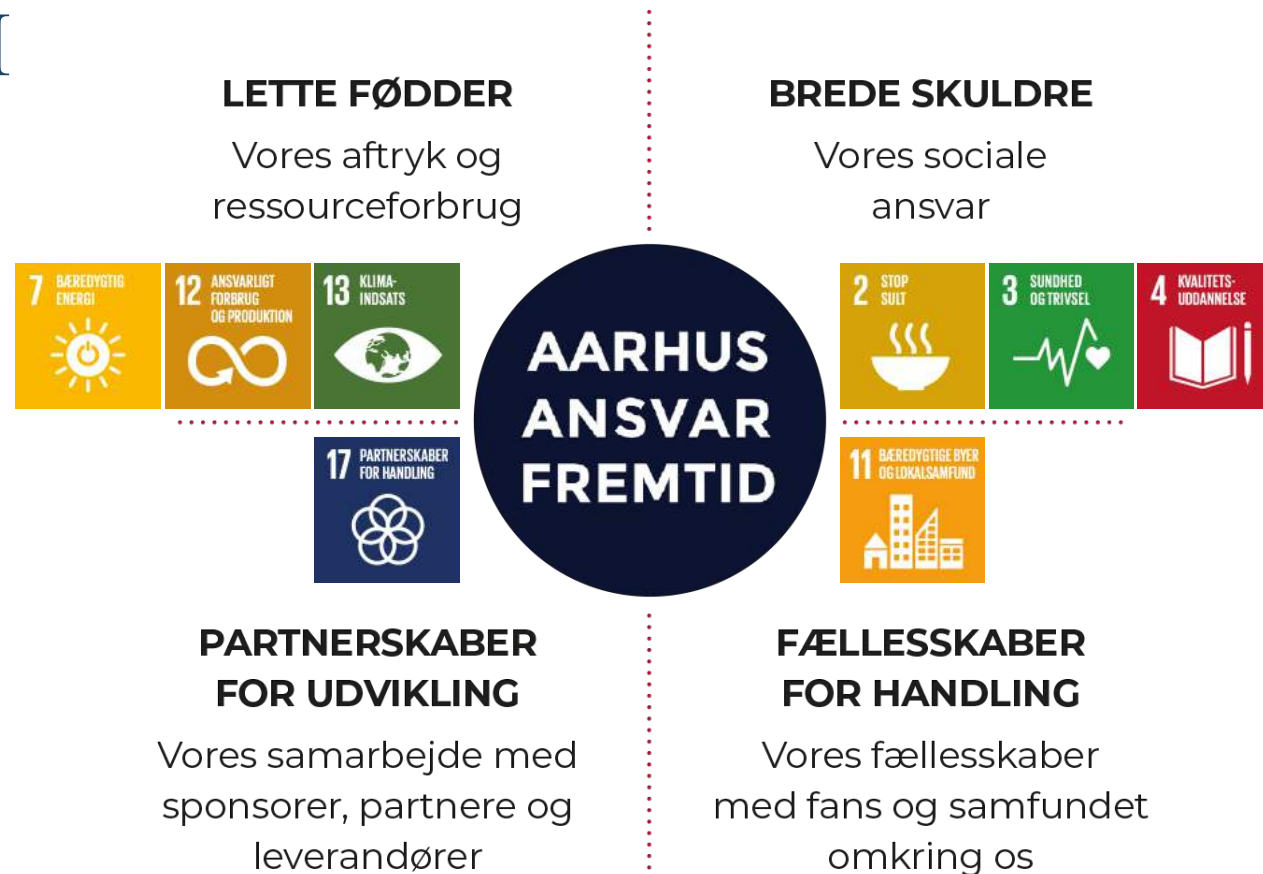 LETTE FØDDER
Vores aftryk og
ressourceforbrug
BREDE SKULDRE
Vores sociale
ansvar
7 BÆREDYGTIG
ENERGI
12 ANSVARLIGT
FORBRUG
OG PRODUKTION
13 KLIMA-
INDSATS
2 STOP
SULT
3 SUNDHED
OG TRIVSEL
4 KVALITETS-
UDDANNELSE
AARHUS
ANSVAR
FREMTID
17 PARTNERSKABER
FOR HANDLING
11 BÆREDYGTIGE BYER
OG LOKALSAMFUND
PARTNERSKABER
FOR UDVIKLING
Vores samarbejde med
sponsorer, partnere og
leverandører
FÆLLESSKABER
FOR HANDLING
Vores fællesskaber
med fans og samfundet
omkring os